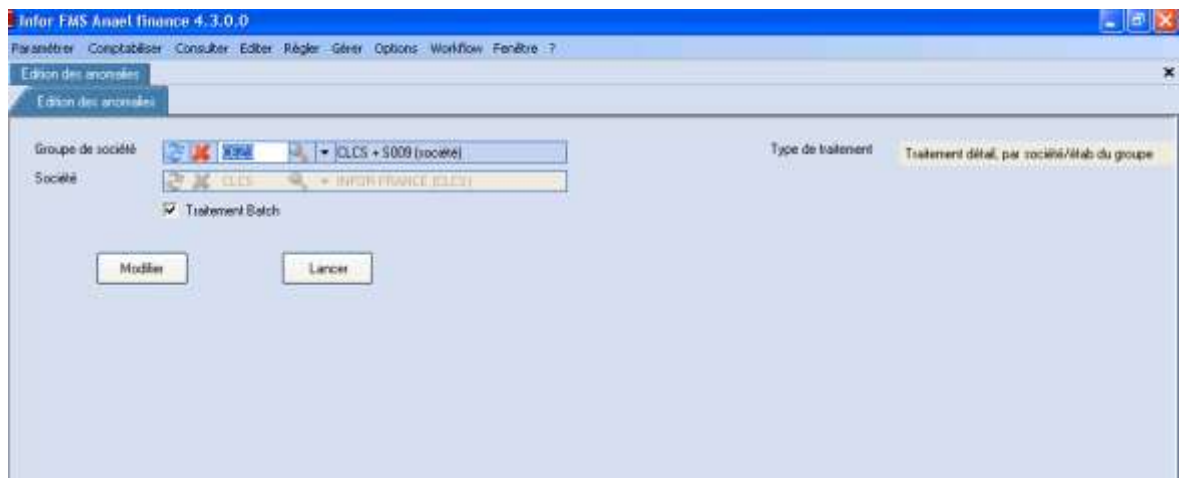 Infor FMS Anael finance 4.3.0.0
Paramétrer Comptabiliser Consulter Editer Régler Gérer Options Workflow Fenêtre ?
Edition des anomalies
Edition des anomalies
Groupe de société CLCS + S009 (société) Type de traitement Traitement détail, par société/étab du groupe
Société CLCS INFOR FRANCE (CLCS)
Traitement Batch
Modifier Lancer